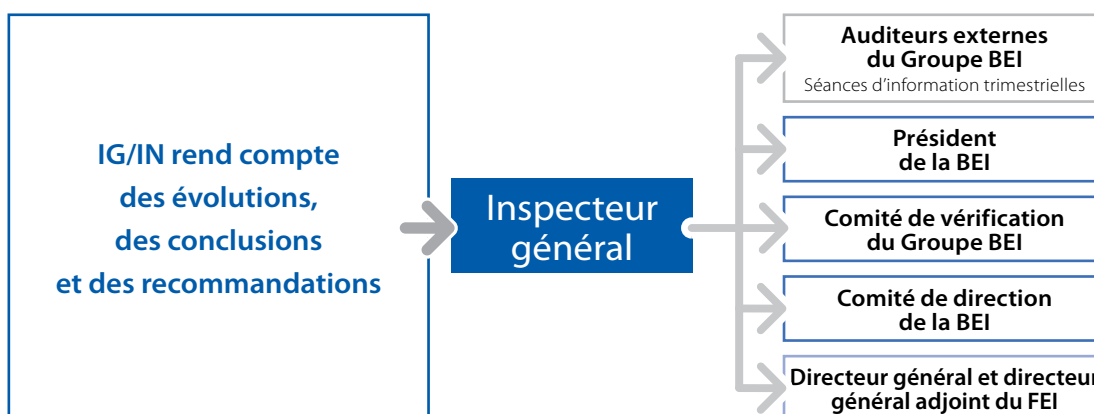 IG/IN rend compte
des évolutions,
des conclusions
et des recommandations
Inspecteur
général
Auditeurs externes
du Groupe BEI
Séances d'information trimestrielles
Président
de la BEI
Comité de vérification
du Groupe BEI
Comité de direction
de la BEI
Directeur général et directeur
général adjoint du FEI